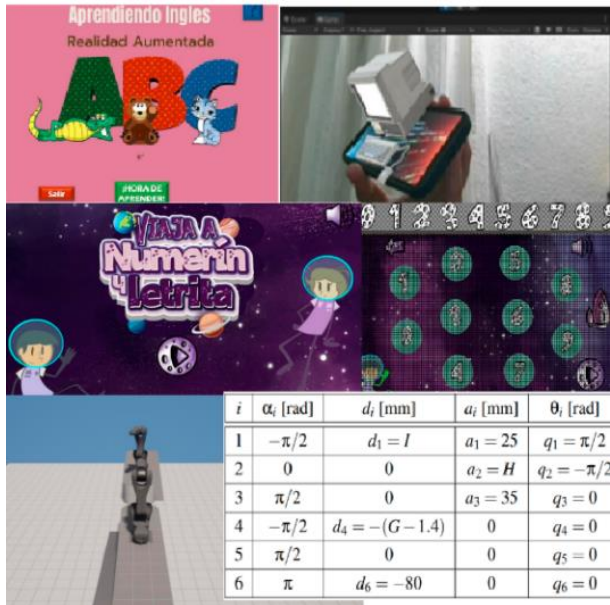 Aprendiendo Ingles
Realidad Aumentada
ABC
Salir
¡HORA DE
APRENDER!
VIAJA A
Numerín
y
Letrita
0 1 2 3 4 5 6 7 8
i αᵢ [rad] dᵢ [mm] aᵢ [mm] θᵢ [rad]
1 −π/2 d₁ = I a₁ = 25 q₁ = π/2
2 0 0 a₂ = H q₂ = −π/2
3 π/2 0 a₃ = 35 q₃ = 0
4 −π/2 d₄ = −(G−1.4) 0 q₄ = 0
5 π/2 0 0 q₅ = 0
6 π d₆ = −80 0 q₆ = 0